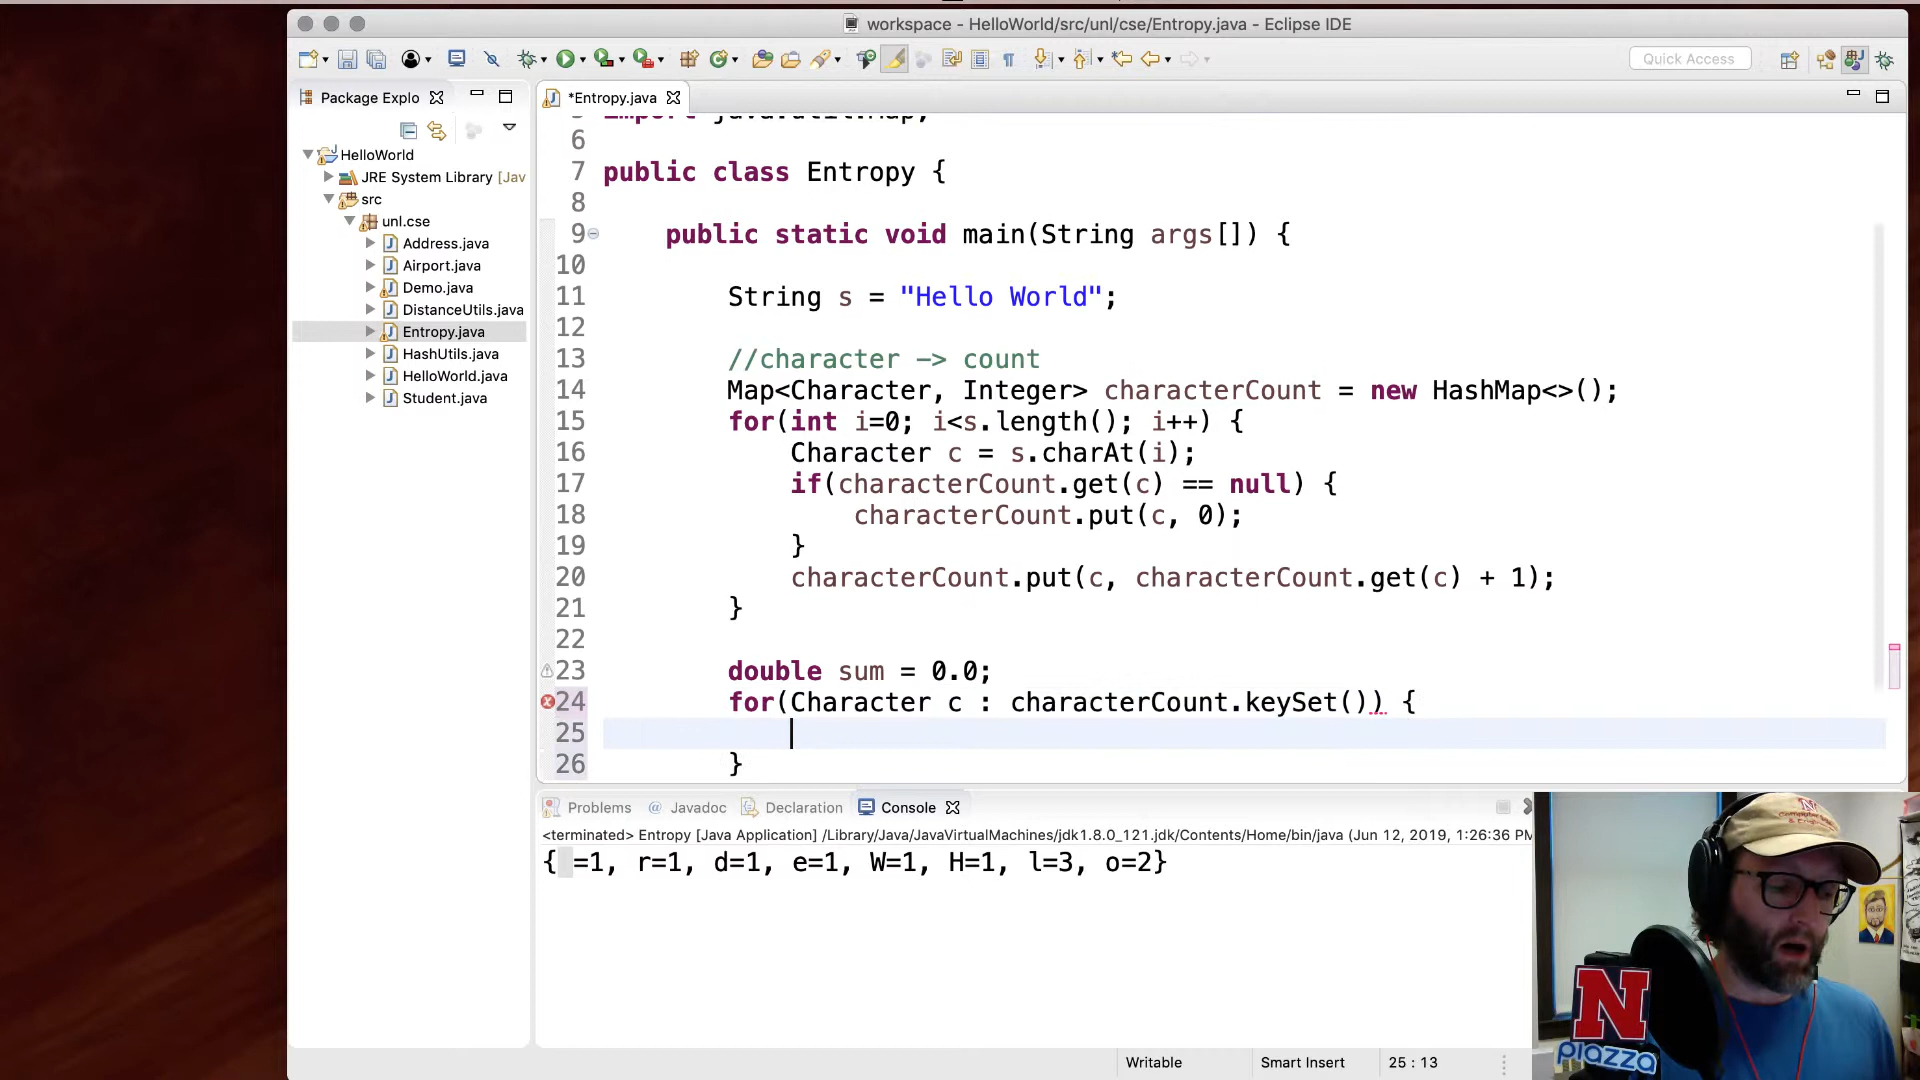 workspace - HelloWorld/src/unl/cse/Entropy.java - Eclipse IDE
Quick Access
Package Explo
*Entropy.java
HelloWorld
JRE System Library [Jav
src
unl.cse
Address.java
Airport.java
Demo.java
DistanceUtils.java
Entropy.java
HashUtils.java
HelloWorld.java
Student.java
5 import java.util.Map;
6
7 public class Entropy {
8
9 public static void main(String args[]) {
10
11 String s = "Hello World";
12
13 //character -> count
14 Map<Character, Integer> characterCount = new HashMap<>();
15 for(int i=0; i<s.length(); i++) {
16 Character c = s.charAt(i);
17 if(characterCount.get(c) == null) {
18 characterCount.put(c, 0);
19 }
20 characterCount.put(c, characterCount.get(c) + 1);
21 }
22
23 double sum = 0.0;
24 for(Character c : characterCount.keySet()) {
25
26 }
Problems @ Javadoc Declaration Console
<terminated> Entropy [Java Application] /Library/Java/JavaVirtualMachines/jdk1.8.0_121.jdk/Contents/Home/bin/java (Jun 12, 2019, 1:26:36 PM
{ =1, r=1, d=1, e=1, W=1, H=1, l=3, o=2}
N
piazza
Writable Smart Insert 25 : 13